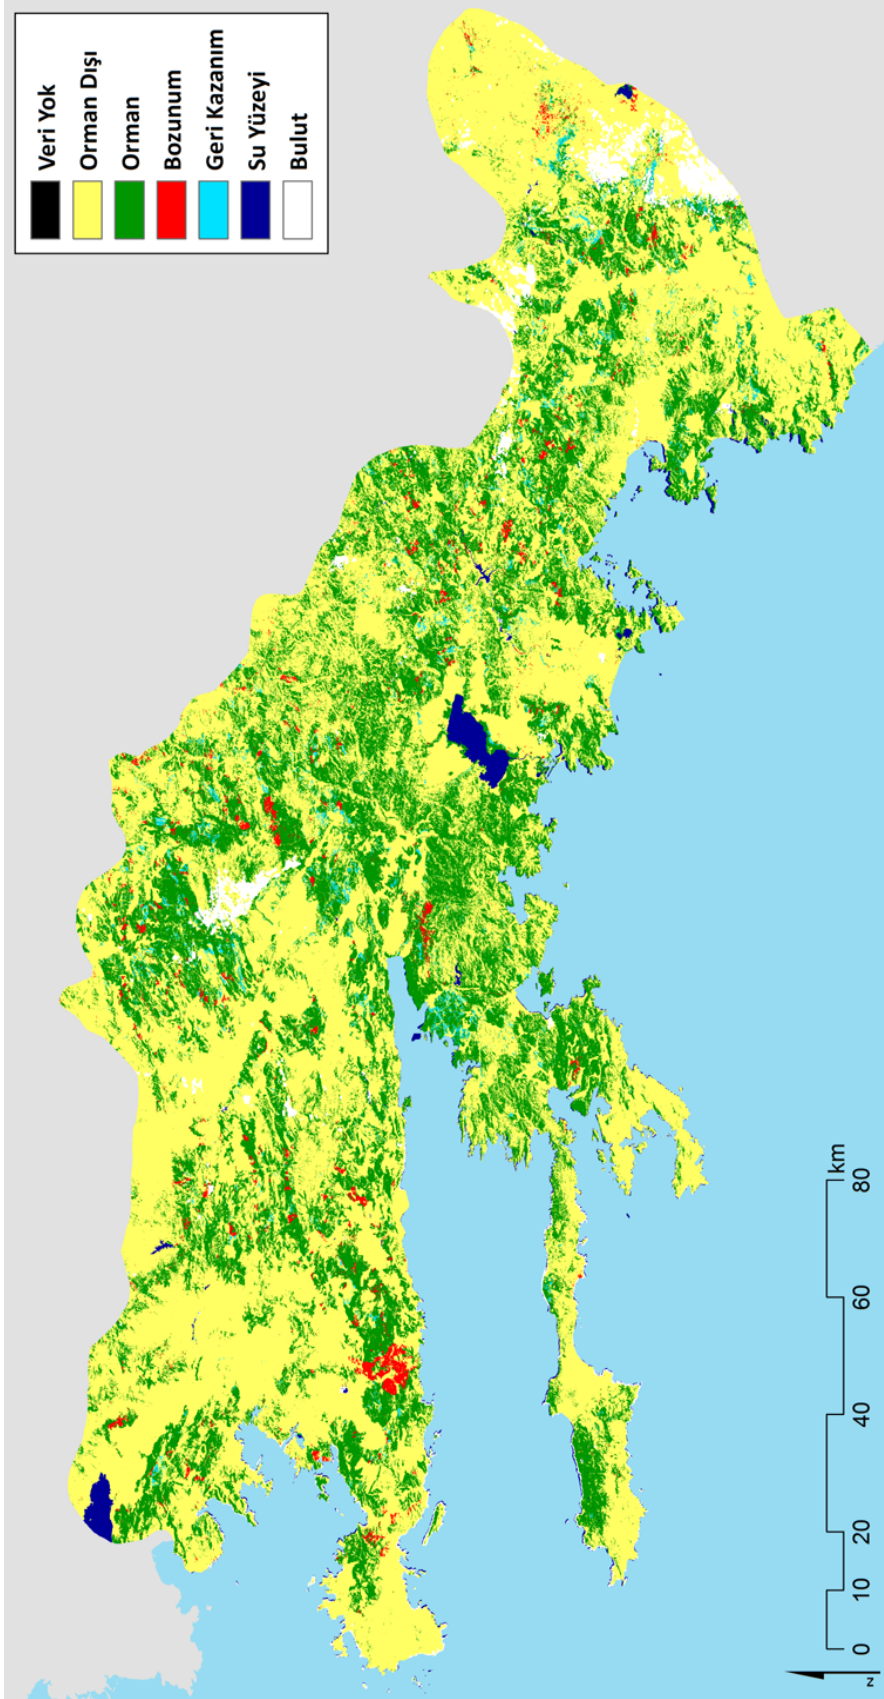 Veri Yok
Orman Dışı
Orman
Bozunum
Geri Kazanım
Su Yüzeyi
Bulut
0 10 20 40 60 80 km
z